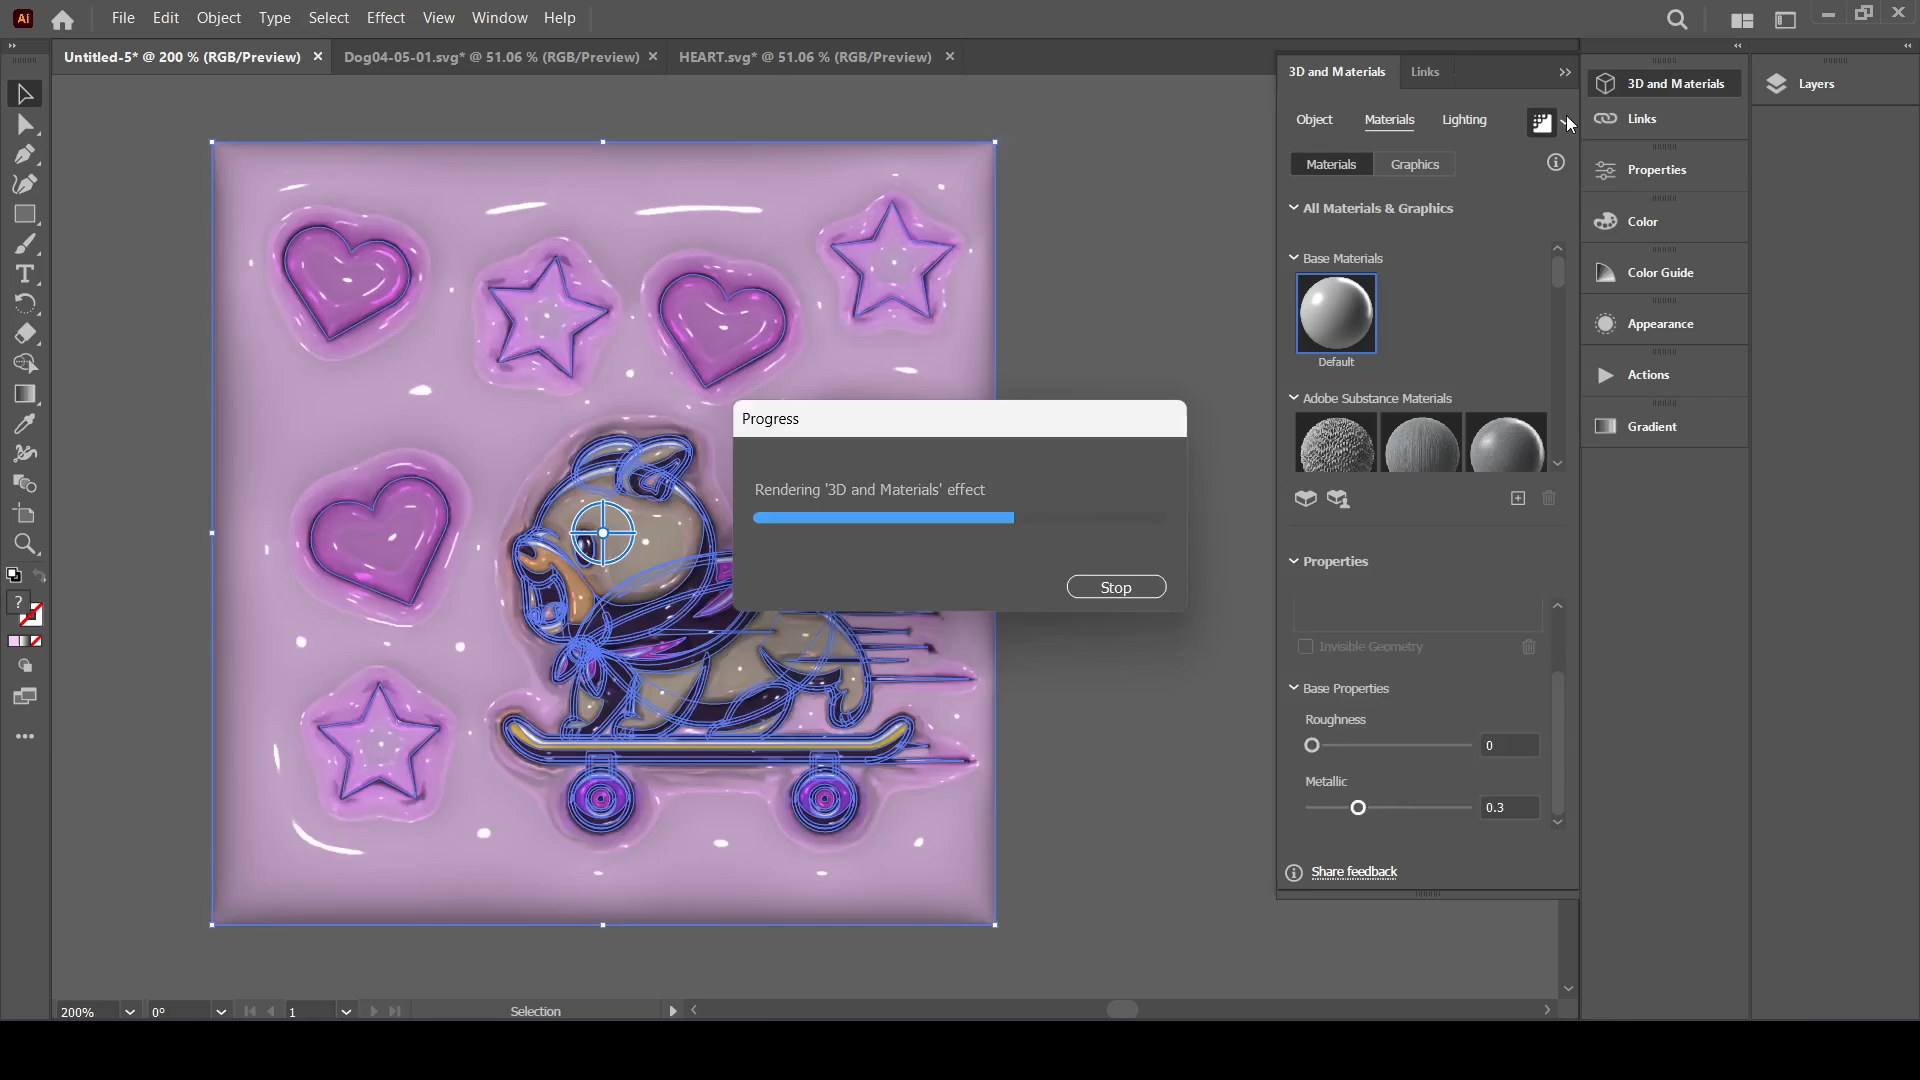 Ai File Edit Object Type Select Effect View Window Help
Untitled-5* @ 200 % (RGB/Preview) Dog04-05-01.svg* @ 51.06 % (RGB/Preview) HEART.svg* @ 51.06 % (RGB/Preview)
3D and Materials Links
Object Materials Lighting
Materials Graphics
All Materials & Graphics
Base Materials
Default
Adobe Substance Materials
Properties
Invisible Geometry
Base Properties
Roughness
0
Metallic
0.3
Share feedback
3D and Materials
Links
Properties
Color
Color Guide
Appearance
Actions
Gradient
Layers
Progress
Rendering '3D and Materials' effect
Stop
?
200% 0° 1 Selection